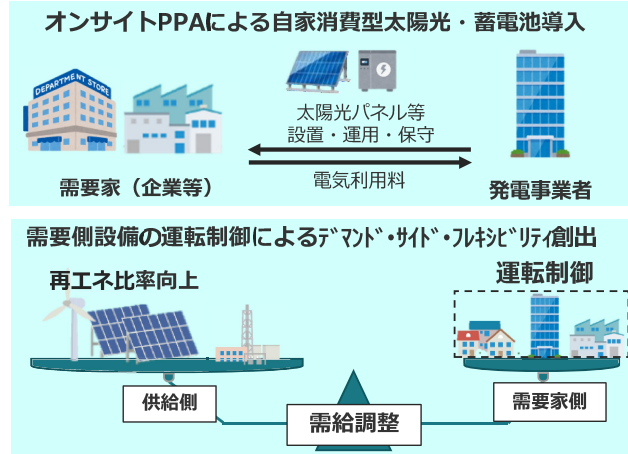 オンサイトPPAによる自家消費型太陽光・蓄電池導入
DEPARTMENT STORE
太陽光パネル等
設置・運用・保守
電気利用料
需要家（企業等）
発電事業者
需要側設備の運転制御によるﾃﾞﾏﾝﾄﾞ･ｻｲﾄﾞ･ﾌﾚｷｼﾋﾞﾘﾃｨ創出
再エネ比率向上
運転制御
供給側
需給調整
需要家側